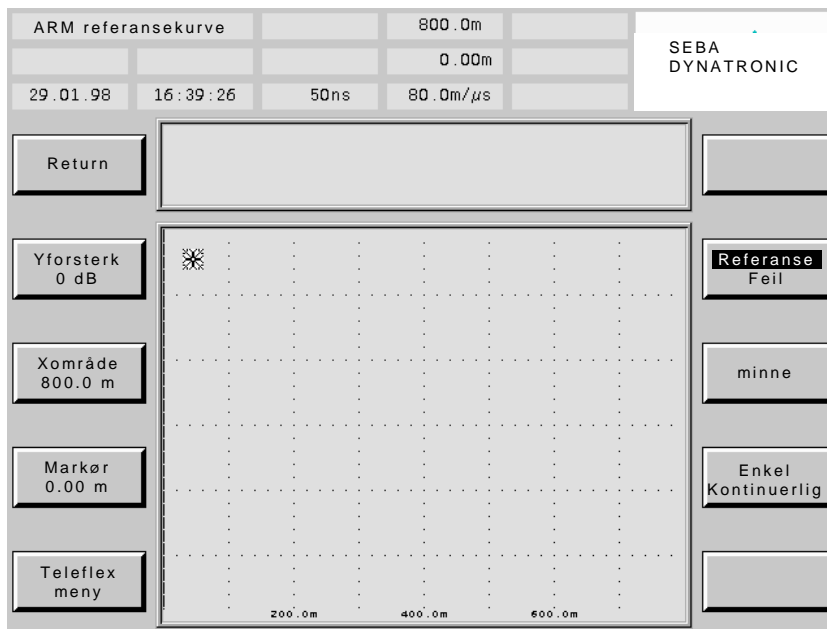 ARM referansekurve 800.0m
0.00m
SEBA
DYNATRONIC
29.01.98 16:39:26 50ns 80.0m/µs
Return
Yforsterk
0 dB
Referanse
Feil
Xområde
800.0 m
minne
Markør
0.00 m
Enkel
Kontinuerlig
Teleflex
meny
200.0m 400.0m 600.0m